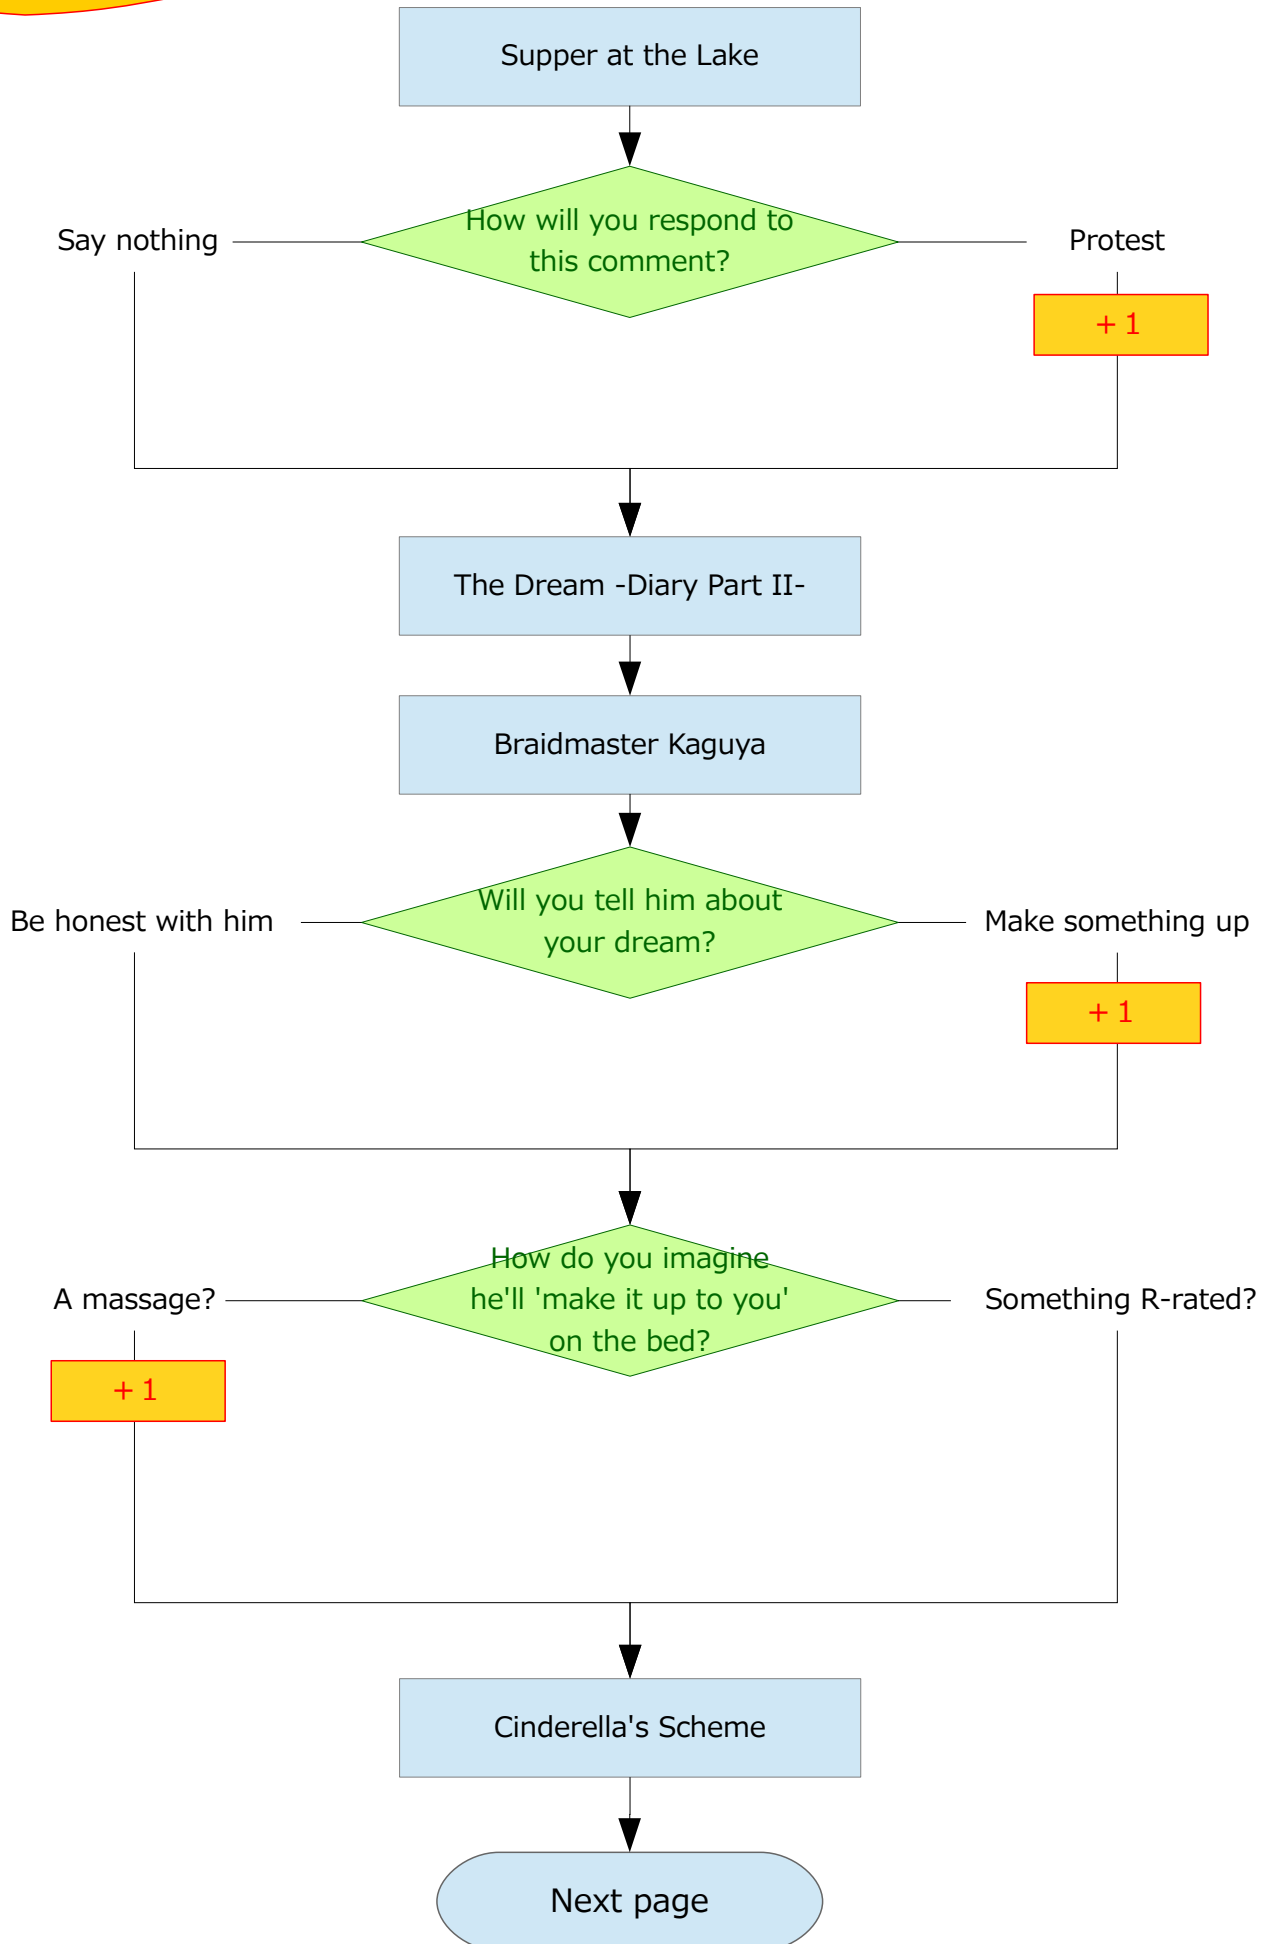 Supper at the Lake
How will you respond to
this comment?
Say nothing
Protest
+ 1
The Dream -Diary Part II-
Braidmaster Kaguya
Will you tell him about
your dream?
Be honest with him
Make something up
+ 1
How do you imagine
he'll 'make it up to you'
on the bed?
A massage?
Something R-rated?
+ 1
Cinderella's Scheme
Next page